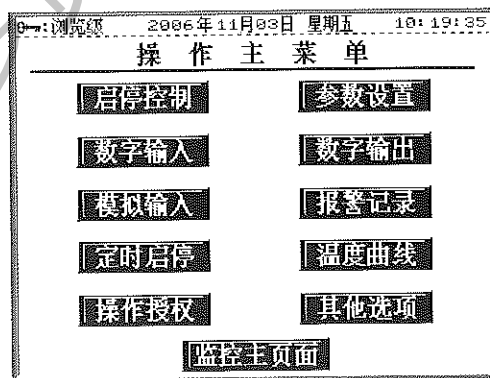 :浏览级 2006年11月03日 星期五 10:19:35
操作主菜单
启停控制 参数设置
数字输入 数字输出
模拟输入 报警记录
定时启停 温度曲线
操作授权 其他选项
监控主页面